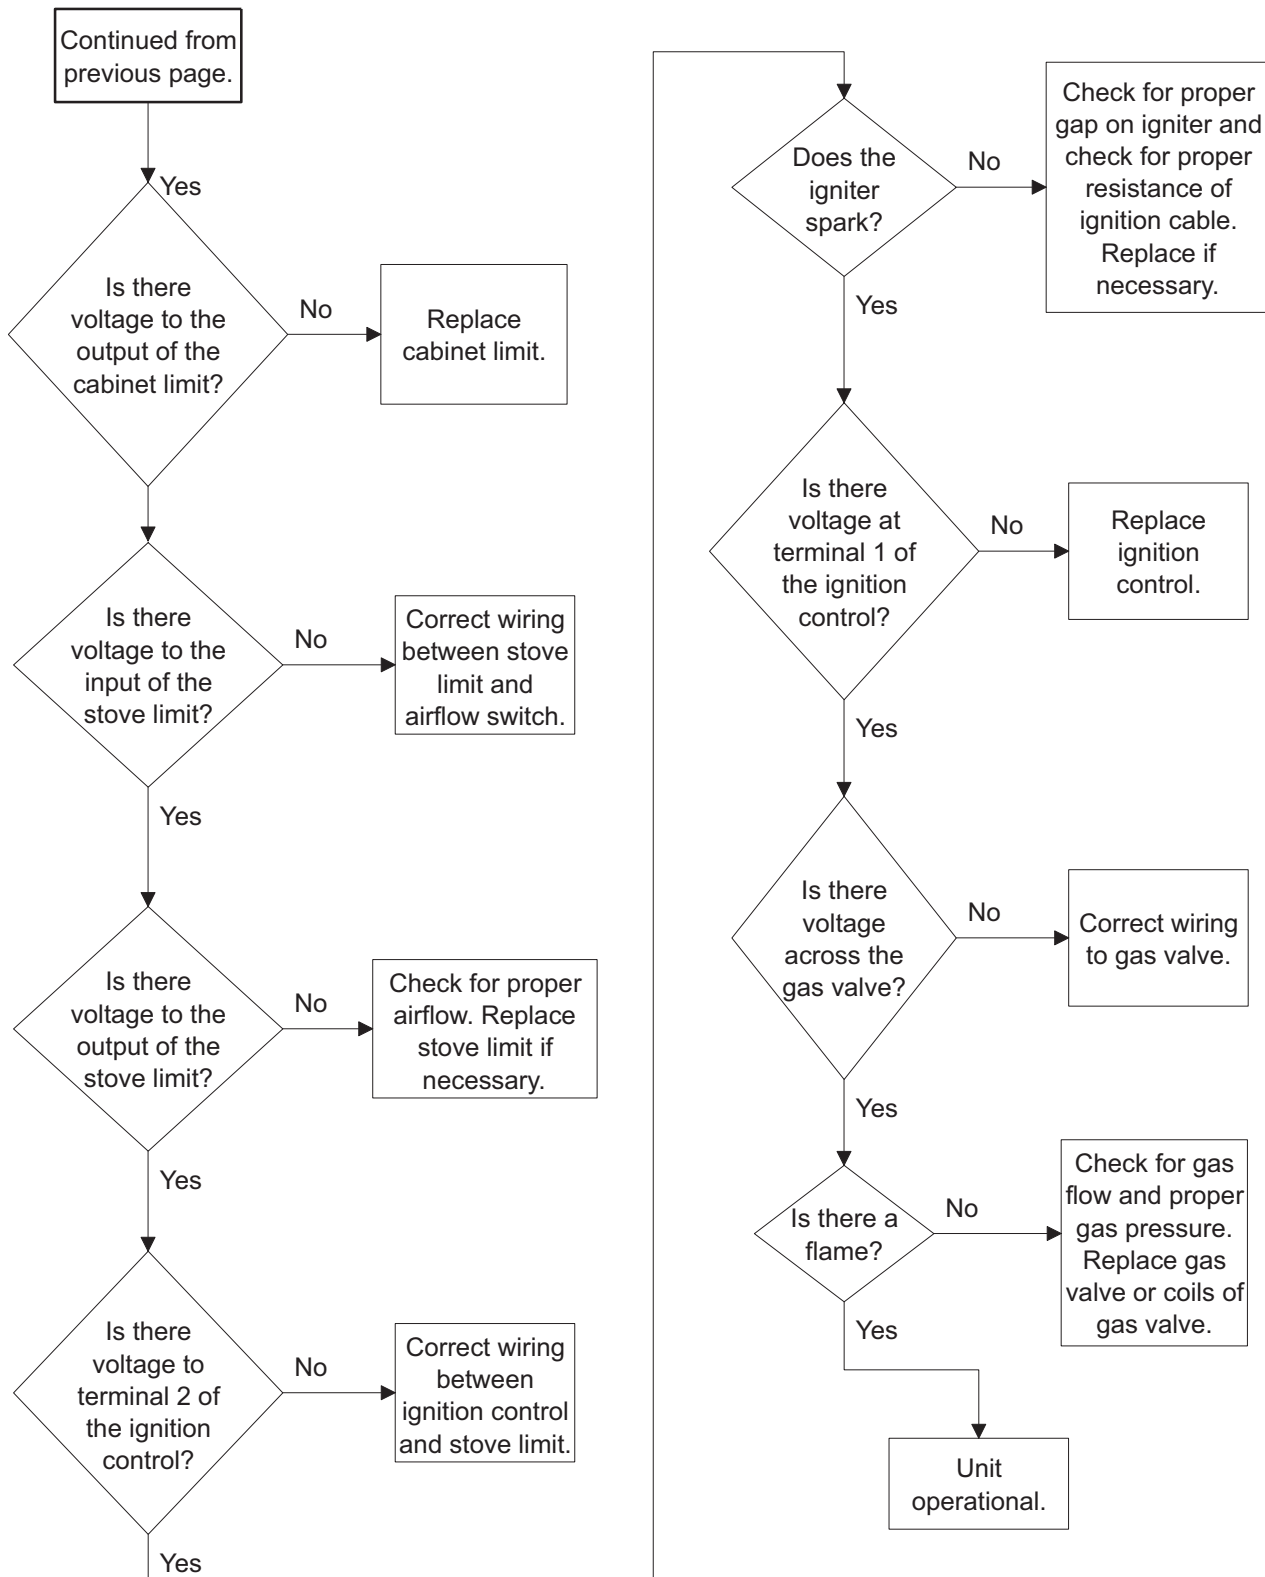 Continued from
previous page.
Yes
Is there
voltage to the
output of the
cabinet limit?
No
Replace
cabinet limit.
Is there
voltage to the
input of the
stove limit?
No
Correct wiring
between stove
limit and
airflow switch.
Yes
Is there
voltage to the
output of the
stove limit?
No
Check for proper
airflow. Replace
stove limit if
necessary.
Yes
Is there
voltage to
terminal 2 of
the ignition
control?
No
Correct wiring
between
ignition control
and stove limit.
Yes
Does the
igniter
spark?
No
Check for proper
gap on igniter and
check for proper
resistance of
ignition cable.
Replace if
necessary.
Yes
Is there
voltage at
terminal 1 of
the ignition
control?
No
Replace
ignition
control.
Yes
Is there
voltage
across the
gas valve?
No
Correct wiring
to gas valve.
Yes
Is there a
flame?
No
Check for gas
flow and proper
gas pressure.
Replace gas
valve or coils of
gas valve.
Yes
Unit
operational.